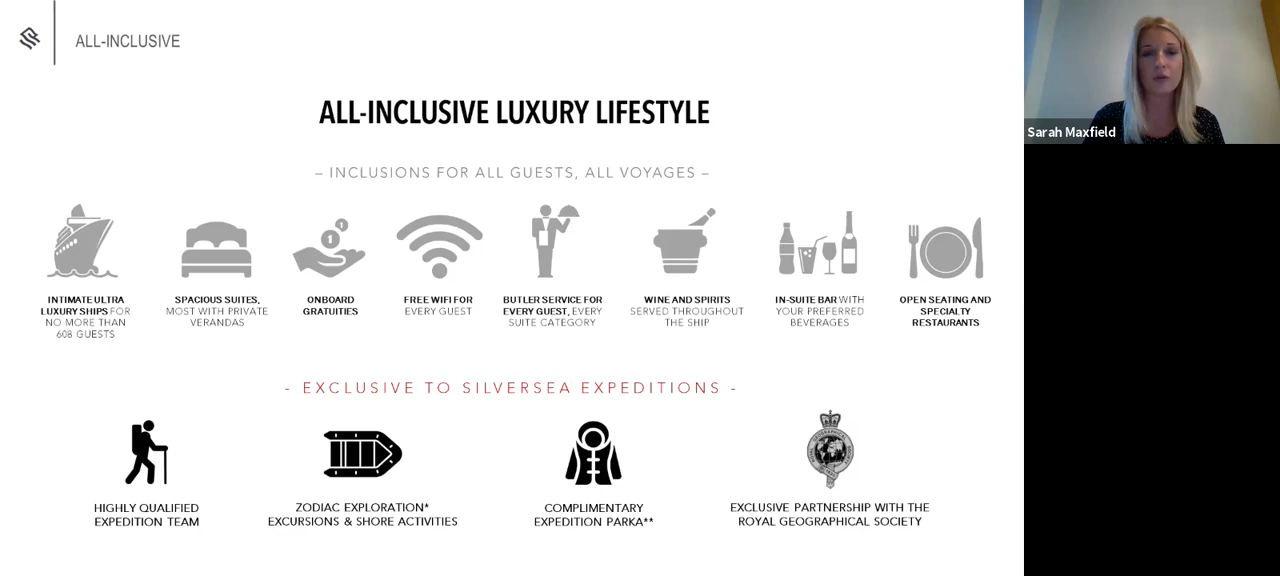 ALL-INCLUSIVE
ALL-INCLUSIVE LUXURY LIFESTYLE
– INCLUSIONS FOR ALL GUESTS, ALL VOYAGES –
INTIMATE ULTRA
LUXURY SHIPS FOR
NO MORE THAN
608 GUESTS
SPACIOUS SUITES,
MOST WITH PRIVATE
VERANDAS
ONBOARD
GRATUITIES
FREE WIFI FOR
EVERY GUEST
BUTLER SERVICE FOR
EVERY GUEST, EVERY
SUITE CATEGORY
WINE AND SPIRITS
SERVED THROUGHOUT
THE SHIP
IN-SUITE BAR WITH
YOUR PREFERRED
BEVERAGES
OPEN SEATING AND
SPECIALTY
RESTAURANTS
- EXCLUSIVE TO SILVERSEA EXPEDITIONS -
HIGHLY QUALIFIED
EXPEDITION TEAM
ZODIAC EXPLORATION*
EXCURSIONS & SHORE ACTIVITIES
COMPLIMENTARY
EXPEDITION PARKA**
EXCLUSIVE PARTNERSHIP WITH THE
ROYAL GEOGRAPHICAL SOCIETY
Sarah Maxfield